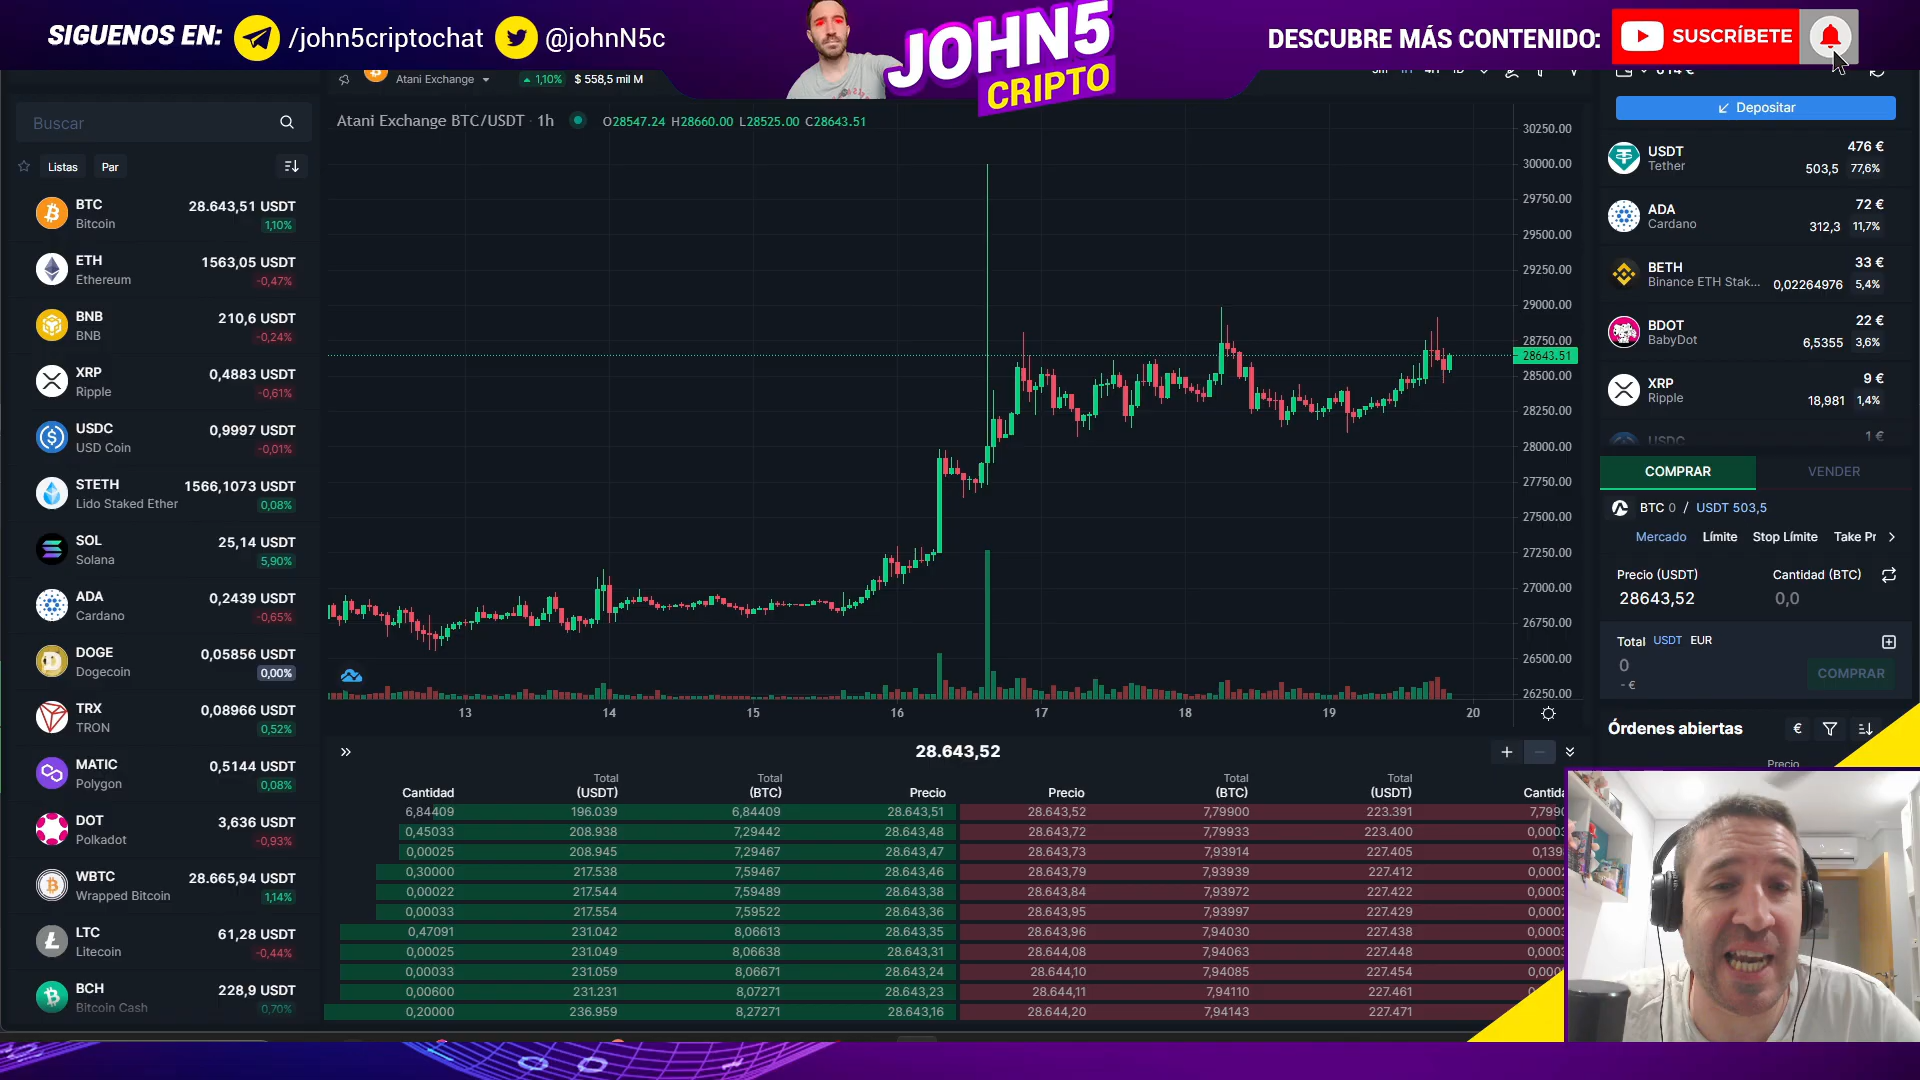 SIGUENOS EN: /john5criptochat @johnN5c
JOHN5
CRIPTO
DESCUBRE MÁS CONTENIDO: SUSCRÍBETE
Atani Exchange 1,10% $ 558,5 mil M
Depositar
Buscar
Listas Par
BTC 28.643,51 USDT
Bitcoin 1,10%
ETH 1563,05 USDT
Ethereum -0,47%
BNB 210,6 USDT
BNB -0,24%
XRP 0,4883 USDT
Ripple -0,61%
USDC 0,9997 USDT
USD Coin -0,01%
STETH 1566,1073 USDT
Lido Staked Ether 0,08%
SOL 25,14 USDT
Solana 5,90%
ADA 0,2439 USDT
Cardano -0,65%
DOGE 0,05856 USDT
Dogecoin 0,00%
TRX 0,08966 USDT
TRON 0,52%
MATIC 0,5144 USDT
Polygon 0,08%
DOT 3,636 USDT
Polkadot -0,93%
WBTC 28.665,94 USDT
Wrapped Bitcoin 1,14%
LTC 61,28 USDT
Litecoin -0,44%
BCH 228,9 USDT
Bitcoin Cash 0,70%
Atani Exchange BTC/USDT · 1h O28547.24 H28660.00 L28525.00 C28643.51
30250.00
30000.00
29750.00
29500.00
29250.00
29000.00
28750.00
28643.51
28500.00
28250.00
28000.00
27750.00
27500.00
27250.00
27000.00
26750.00
26500.00
26250.00
13 14 15 16 17 18 19 20
28.643,52
Total Total Total Total
Cantidad (USDT) (BTC) Precio Precio (BTC) (USDT)
6,84409 196.039 6,84409 28.643,51 28.643,52 7,79900 223.391
0,45033 208.938 7,29442 28.643,48 28.643,72 7,79933 223.400
0,00025 208.945 7,29467 28.643,47 28.643,73 7,93914 227.405
0,30000 217.538 7,59467 28.643,46 28.643,79 7,93939 227.412
0,00022 217.544 7,59489 28.643,38 28.643,84 7,93972 227.422
0,00033 217.554 7,59522 28.643,36 28.643,95 7,93997 227.429
0,47091 231.042 8,06613 28.643,35 28.643,96 7,94030 227.438
0,00025 231.049 8,06638 28.643,31 28.644,08 7,94063 227.448
0,00033 231.059 8,06671 28.643,24 28.644,10 7,94085 227.454
0,00600 231.231 8,07271 28.643,23 28.644,11 7,94110 227.461
0,20000 236.959 8,27271 28.643,16 28.644,20 7,94143 227.471
USDT 476 €
Tether 503,5 77,6%
ADA 72 €
Cardano 312,3 11,7%
BETH 33 €
Binance ETH Stak... 0,02264976 5,4%
BDOT 22 €
BabyDot 6,5355 3,6%
XRP 9 €
Ripple 18,981 1,4%
USDC 1 €
COMPRAR VENDER
BTC 0 / USDT 503,5
Mercado Límite Stop Límite Take Pr
Precio (USDT) Cantidad (BTC)
28643,52 0,0
Total USDT EUR
0
- €
COMPRAR
Órdenes abiertas €
Precio